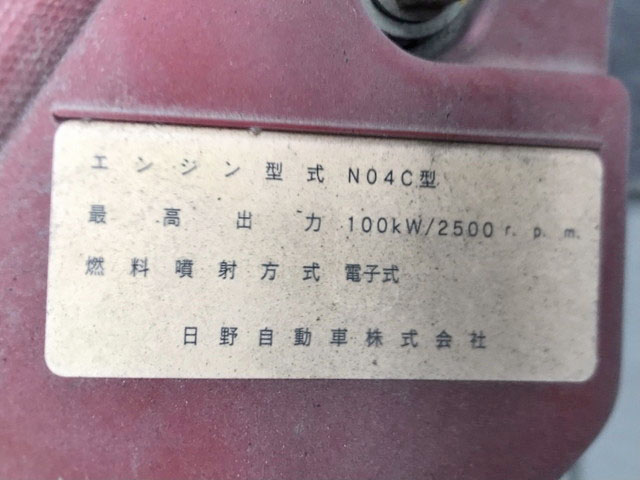 エンジン型式 N04C型
最高出力 100kW/2500 r.p.m.
燃料噴射方式 電子式
日野自動車株式会社